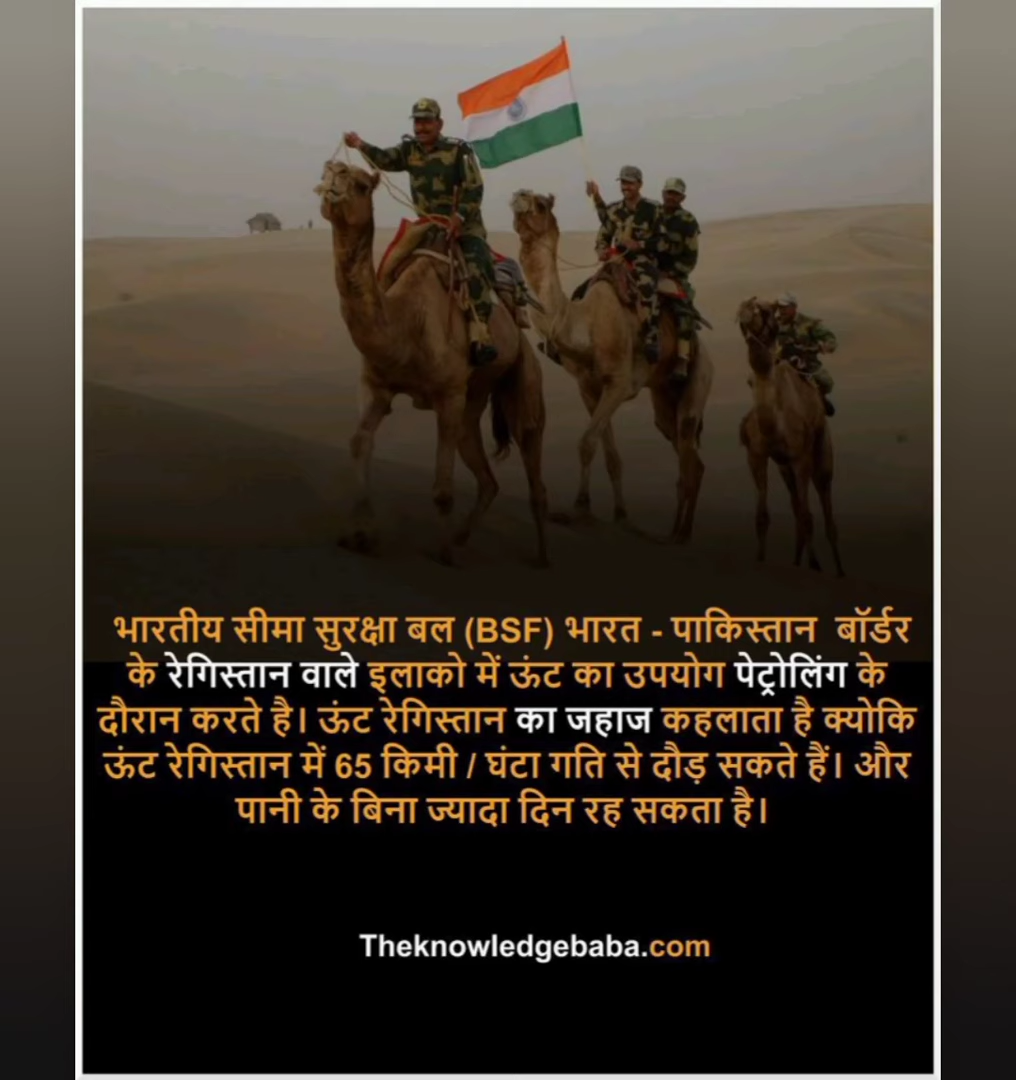 भारतीय सीमा सुरक्षा बल (BSF) भारत - पाकिस्तान बॉर्डर
के रेगिस्तान वाले इलाको में ऊंट का उपयोग पेट्रोलिंग के
दौरान करते है। ऊंट रेगिस्तान का जहाज कहलाता है क्योकि
ऊंट रेगिस्तान में 65 किमी / घंटा गति से दौड़ सकते हैं। और
पानी के बिना ज्यादा दिन रह सकता है।
Theknowledgebaba.com